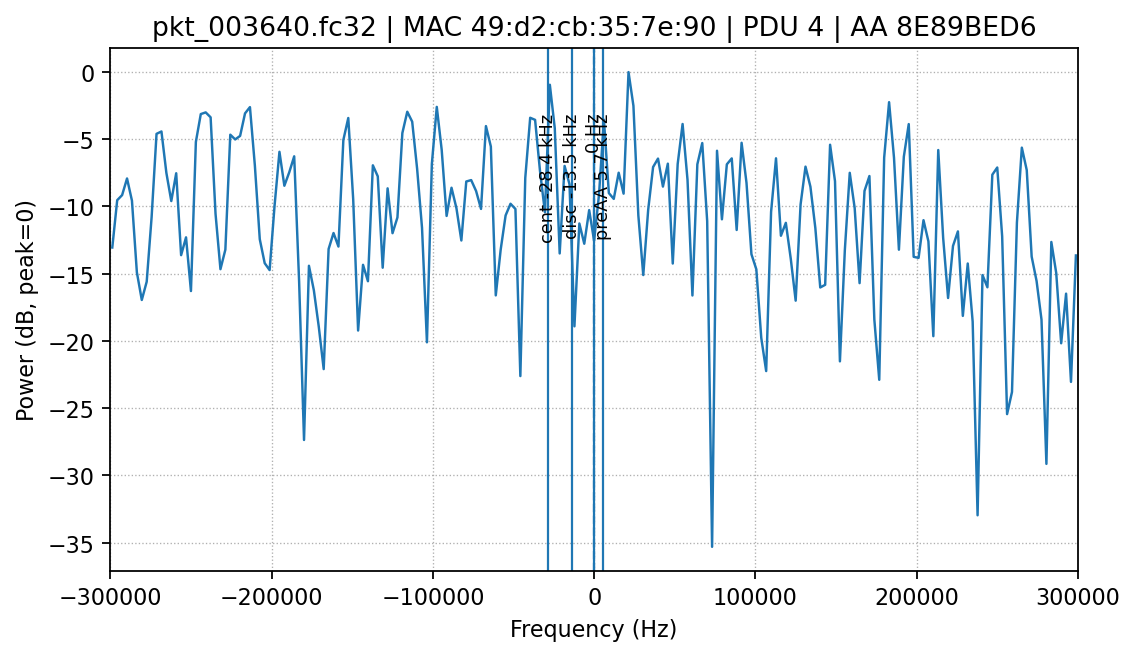 pkt_003640.fc32 | MAC 49:d2:cb:35:7e:90 | PDU 4 | AA 8E89BED6
Power (dB, peak=0)
0
−5
−10
−15
−20
−25
−30
−35
cent -28.4 kHz
disc -13.5 kHz
0 Hz
preAA 5.7 kHz
−300000
−200000
−100000
0
100000
200000
300000
Frequency (Hz)